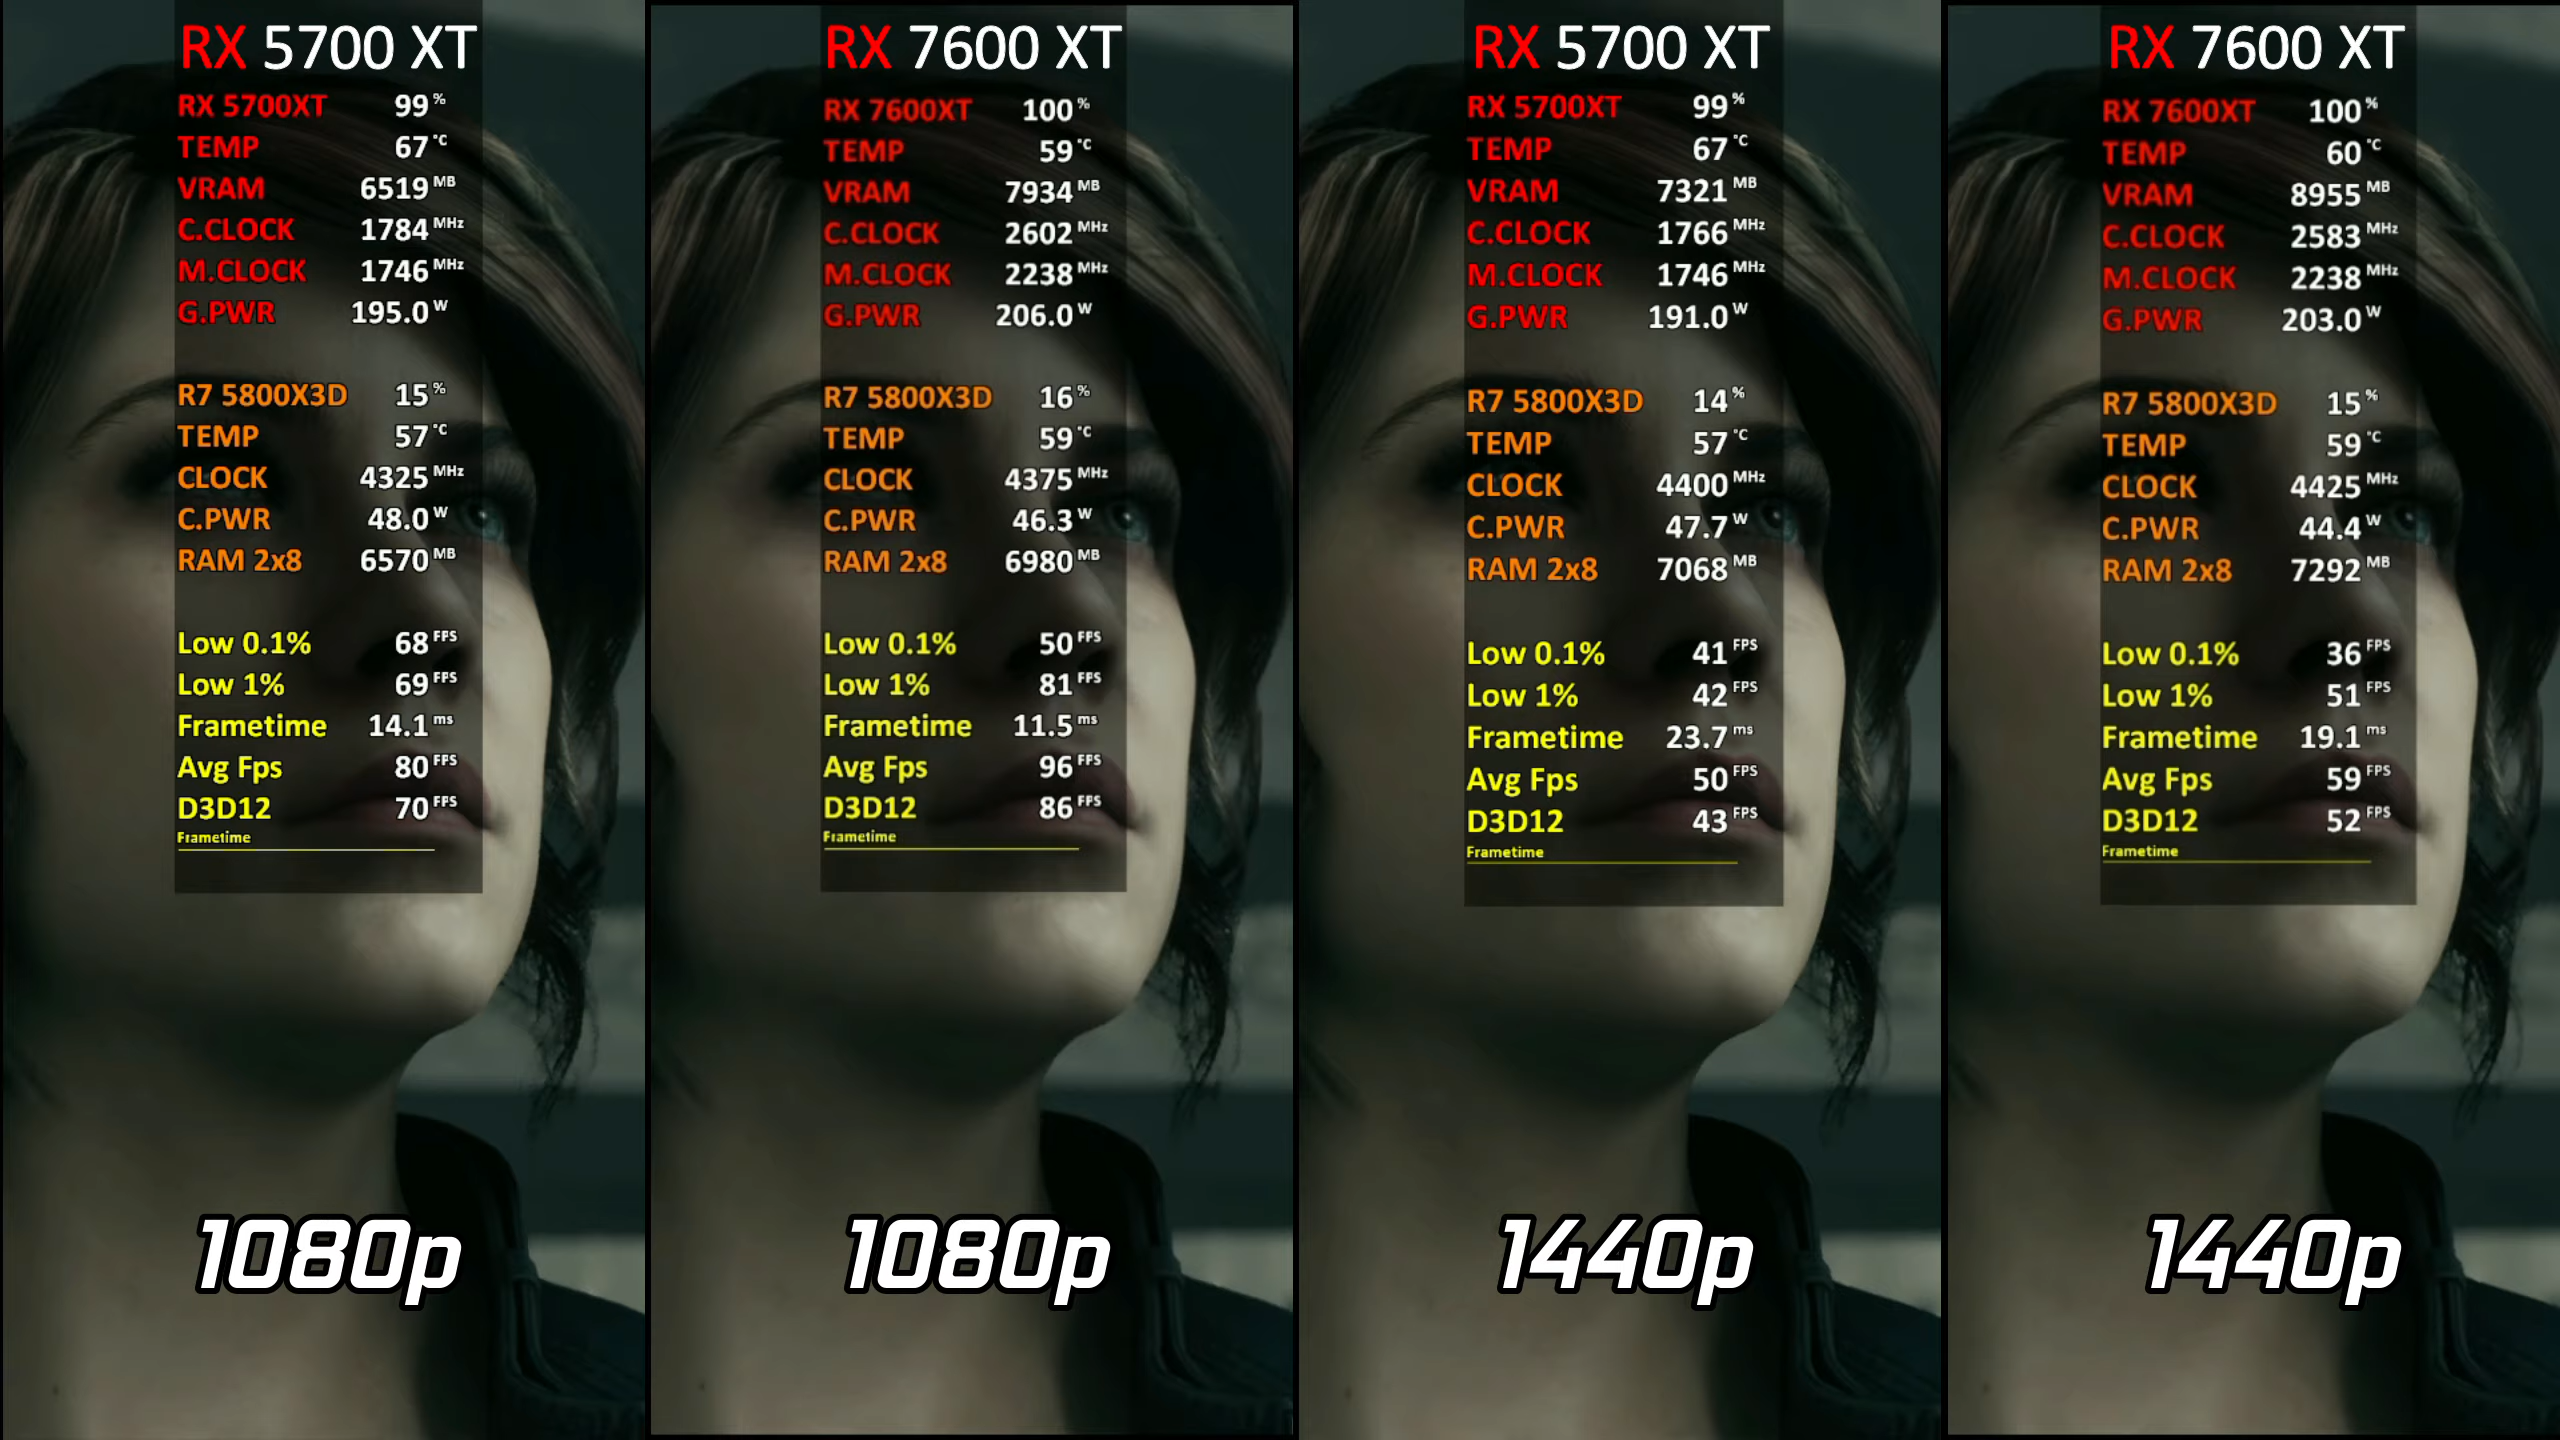 RX 5700 XT
RX 5700XT 99 %
TEMP 67 °C
VRAM 6519 MB
C.CLOCK 1784 MHz
M.CLOCK 1746 MHz
G.PWR 195.0 W
R7 5800X3D 15 %
TEMP 57 °C
CLOCK 4325 MHz
C.PWR 48.0 W
RAM 2x8 6570 MB
Low 0.1% 68 FPS
Low 1% 69 FPS
Frametime 14.1 ms
Avg Fps 80 FPS
D3D12 70 FPS
Frametime
1080p
RX 7600 XT
RX 7600XT 100 %
TEMP 59 °C
VRAM 7934 MB
C.CLOCK 2602 MHz
M.CLOCK 2238 MHz
G.PWR 206.0 W
R7 5800X3D 16 %
TEMP 59 °C
CLOCK 4375 MHz
C.PWR 46.3 W
RAM 2x8 6980 MB
Low 0.1% 50 FPS
Low 1% 81 FPS
Frametime 11.5 ms
Avg Fps 96 FPS
D3D12 86 FPS
Frametime
1080p
RX 5700 XT
RX 5700XT 99 %
TEMP 67 °C
VRAM 7321 MB
C.CLOCK 1766 MHz
M.CLOCK 1746 MHz
G.PWR 191.0 W
R7 5800X3D 14 %
TEMP 57 °C
CLOCK 4400 MHz
C.PWR 47.7 W
RAM 2x8 7068 MB
Low 0.1% 41 FPS
Low 1% 42 FPS
Frametime 23.7 ms
Avg Fps 50 FPS
D3D12 43 FPS
Frametime
1440p
RX 7600 XT
RX 7600XT 100 %
TEMP 60 °C
VRAM 8955 MB
C.CLOCK 2583 MHz
M.CLOCK 2238 MHz
G.PWR 203.0 W
R7 5800X3D 15 %
TEMP 59 °C
CLOCK 4425 MHz
C.PWR 44.4 W
RAM 2x8 7292 MB
Low 0.1% 36 FPS
Low 1% 51 FPS
Frametime 19.1 ms
Avg Fps 59 FPS
D3D12 52 FPS
Frametime
1440p